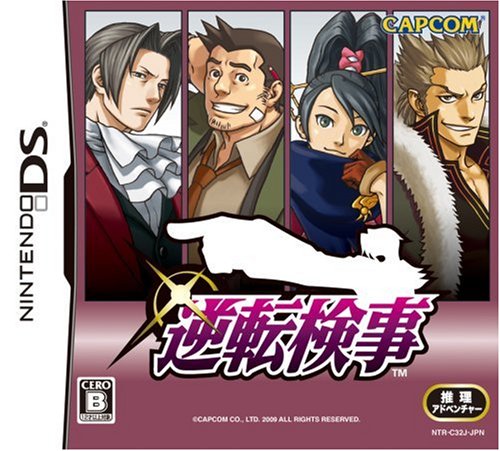 CAPCOM
NINTENDO DS
逆転検事
TM
CERO
B
推理
アドベンチャー
©CAPCOM CO., LTD. 2009 ALL RIGHTS RESERVED.
NTR-C32J-JPN